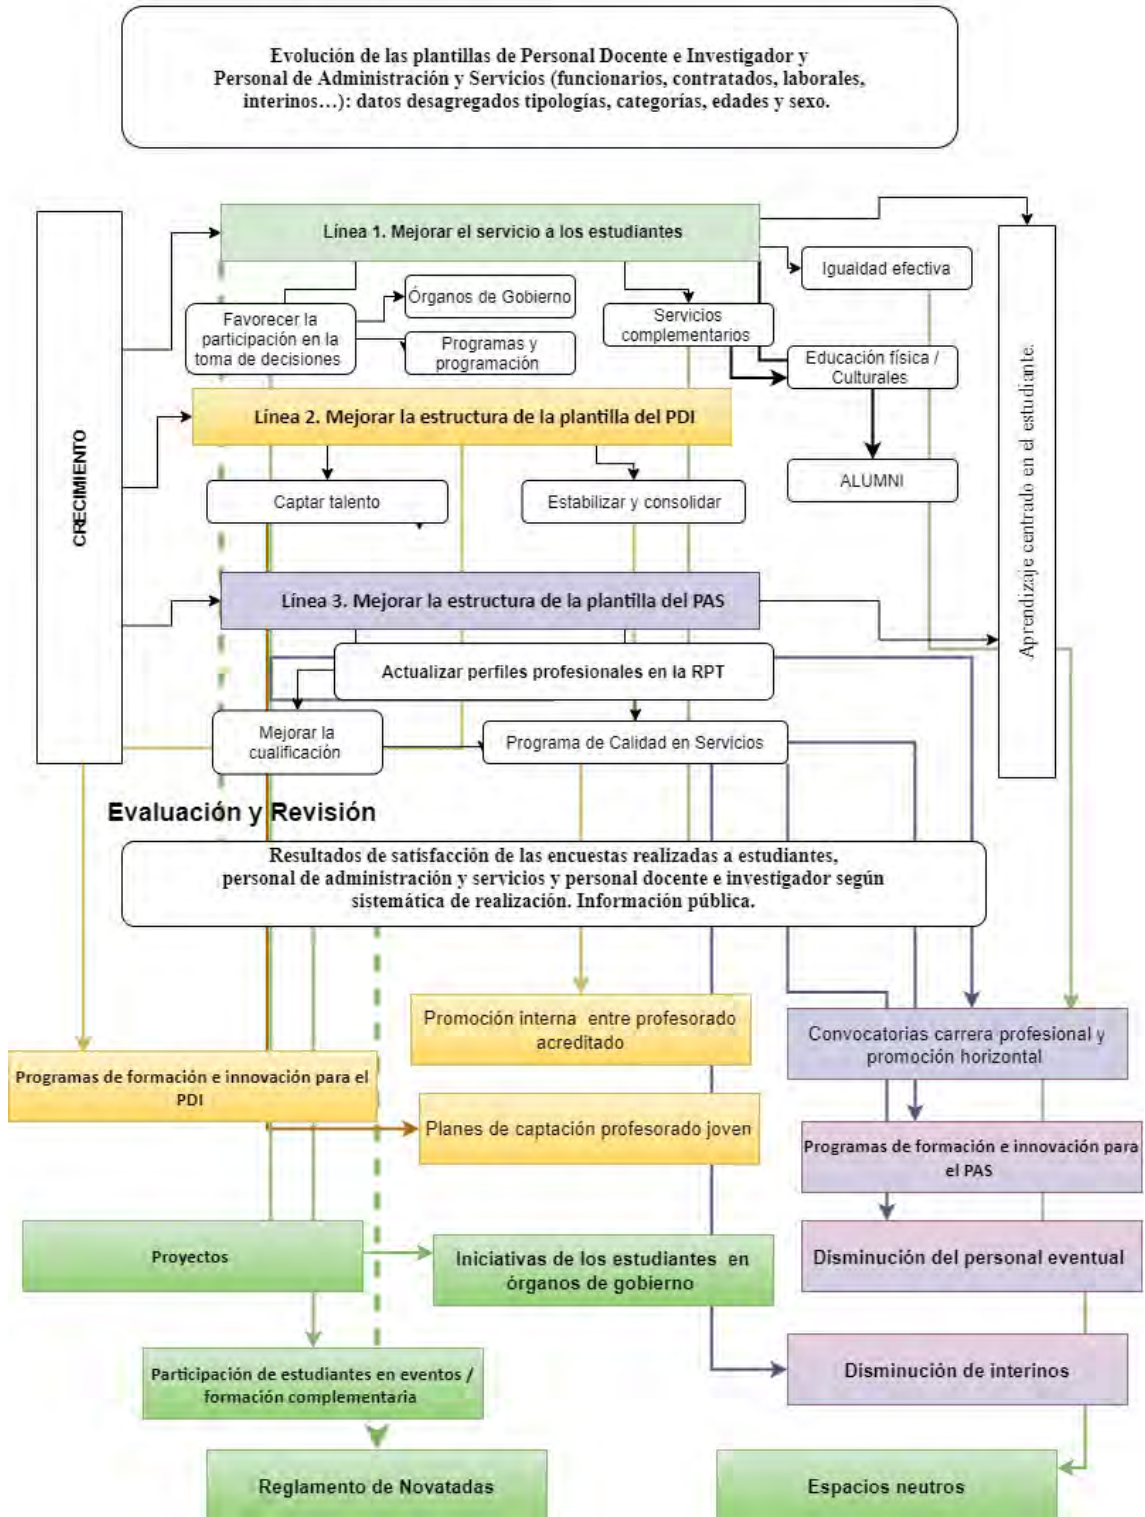 Evolución de las plantillas de Personal Docente e Investigador y
Personal de Administración y Servicios (funcionarios, contratados, laborales,
interinos…): datos desagregados tipologías, categorías, edades y sexo.
CRECIMIENTO
Línea 1. Mejorar el servicio a los estudiantes
Igualdad efectiva
Órganos de Gobierno
Favorecer la
participación en la
toma de decisiones
Programas y
programación
Servicios
complementarios
Educación física /
Culturales
ALUMNI
Aprendizaje centrado en el estudiante.
Línea 2. Mejorar la estructura de la plantilla del PDI
Captar talento
Estabilizar y consolidar
Línea 3. Mejorar la estructura de la plantilla del PAS
Actualizar perfiles profesionales en la RPT
Mejorar la
cualificación
Programa de Calidad en Servicios
Evaluación y Revisión
Resultados de satisfacción de las encuestas realizadas a estudiantes,
personal de administración y servicios y personal docente e investigador según
sistemática de realización. Información pública.
Promoción interna entre profesorado
acreditado
Convocatorias carrera profesional y
promoción horizontal
Programas de formación e innovación para el
PDI
Planes de captación profesorado joven
Programas de formación e innovación para
el PAS
Proyectos
Iniciativas de los estudiantes en
órganos de gobierno
Disminución del personal eventual
Participación de estudiantes en eventos /
formación complementaria
Disminución de interinos
Reglamento de Novatadas
Espacios neutros